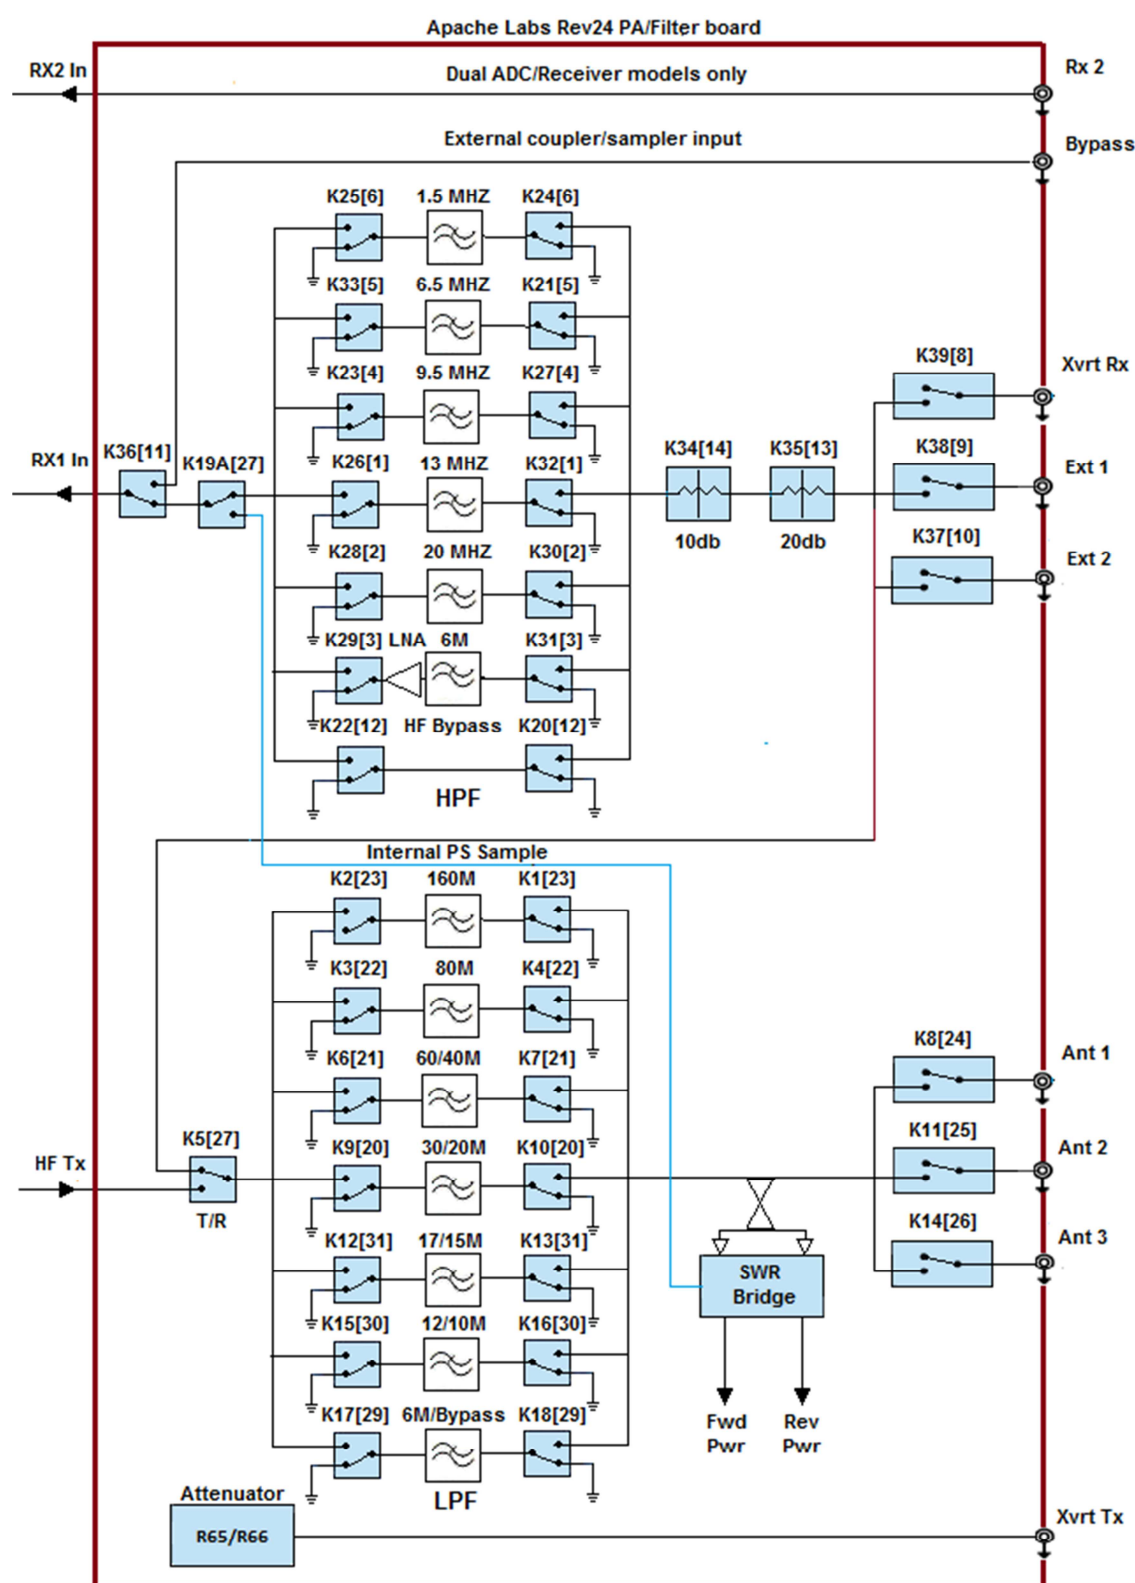 Apache Labs Rev24 PA/Filter board
RX2 In
Dual ADC/Receiver models only
Rx 2
External coupler/sampler input
Bypass
K25[6] 1.5 MHZ K24[6]
K33[5] 6.5 MHZ K21[5]
K23[4] 9.5 MHZ K27[4]
K39[8]
Xvrt Rx
RX1 In
K36[11]
K19A[27]
K26[1] 13 MHZ K32[1]
K34[14]
K35[13]
K38[9]
Ext 1
10db
20db
K28[2] 20 MHZ K30[2]
K37[10]
Ext 2
K29[3] LNA 6M K31[3]
K22[12] HF Bypass K20[12]
HPF
Internal PS Sample
K2[23] 160M K1[23]
K3[22] 80M K4[22]
K6[21] 60/40M K7[21]
K8[24]
Ant 1
HF Tx
K5[27]
T/R
K9[20] 30/20M K10[20]
K11[25]
Ant 2
K12[31] 17/15M K13[31]
K14[26]
Ant 3
SWR
Bridge
K15[30] 12/10M K16[30]
K17[29] 6M/Bypass K18[29]
Fwd
Pwr
Rev
Pwr
LPF
Attenuator
R65/R66
Xvrt Tx